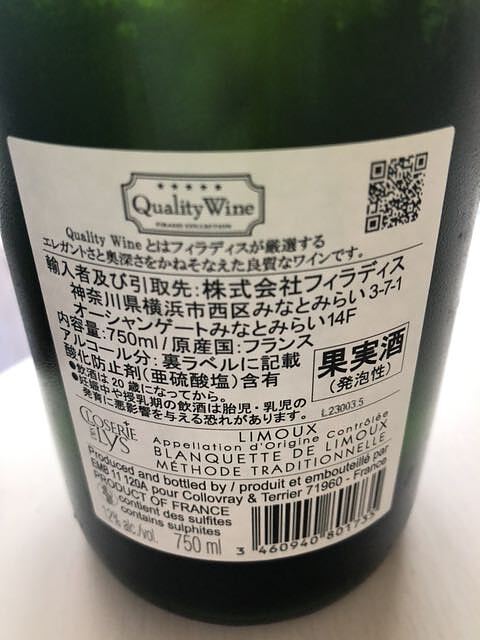 Quality Wine
FIRADIS COLLECTION
Quality Wine とはフィラディスが厳選する
エレガントさと奥深さをかねそなえた良質なワインです。
輸入者及び引取先:株式会社フィラディス
神奈川県横浜市西区みなとみらい3-7-1
オーシャンゲートみなとみらい14F
内容量:750ml/原産国:フランス
アルコール分:裏ラベルに記載
酸化防止剤(亜硫酸塩)含有
●飲酒は20歳になってから。
●妊娠中や授乳期の飲酒は胎児・乳児の
発育に悪影響を与える恐れがあります。
果実酒
(発泡性)
L23003.5
CLOSERIE
DES
LYS
LIMOUX
Appellation d'Origine Contrôlée
BLANQUETTE DE LIMOUX
MÉTHODE TRADITIONNELLE
Produced and bottled by / produit et embouteillé par
EMB 11 120A pour Collovray & Terrier 71960 - France
PRODUCT OF FRANCE
contient des sulfites
contains sulphites
12% alc./vol.
750 ml
3 460940 801755